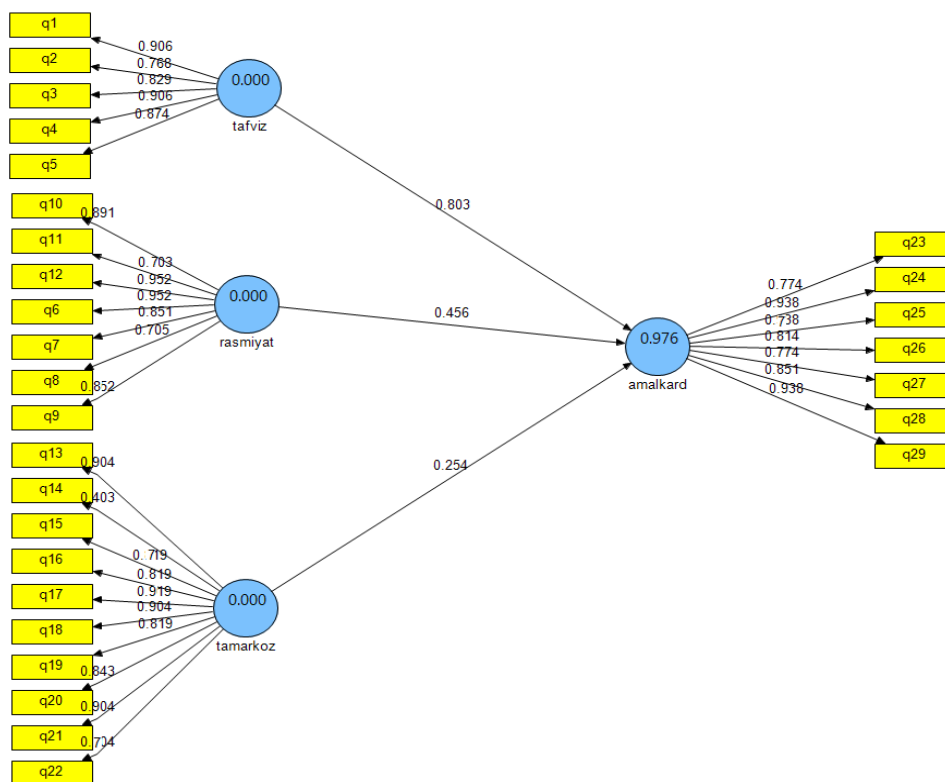 q1
q2
q3
q4
q5
0.906
0.768
0.829
0.906
0.874
0.000
tafviz
q10
q11
q12
q6
q7
q8
q9
0.891
0.703
0.952
0.952
0.851
0.705
0.852
0.000
rasmiyat
q13
q14
q15
q16
q17
q18
q19
q20
q21
q22
0.904
0.403
0.719
0.819
0.919
0.904
0.819
0.843
0.904
0.000
tamarkoz
0.803
0.456
0.254
0.976
amalkard
0.774
0.938
0.738
0.814
0.774
0.851
0.938
q23
q24
q25
q26
q27
q28
q29